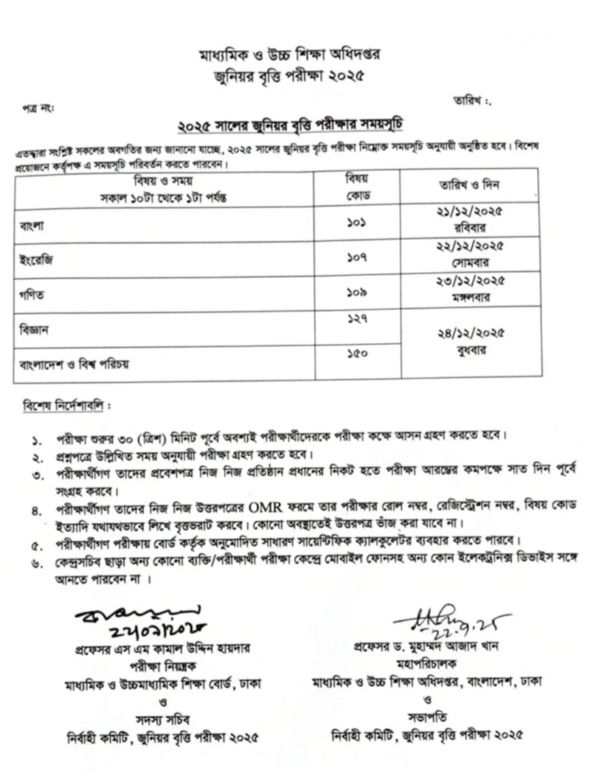 মাধ্যমিক ও উচ্চ শিক্ষা অধিদপ্তর
জুনিয়র বৃত্তি পরীক্ষা ২০২৫
পত্র নং:
তারিখ :.
২০২৫ সালের জুনিয়র বৃত্তি পরীক্ষার সময়সূচি
এতদ্বারা সংশ্লিষ্ট সকলের অবগতির জন্য জানানো যাচ্ছে, ২০২৫ সালের জুনিয়র বৃত্তি পরীক্ষা নিম্নোক্ত সময়সূচি অনুযায়ী অনুষ্ঠিত হবে। বিশেষ
প্রয়োজনে কর্তৃপক্ষ এ সময়সূচি পরিবর্তন করতে পারবেন।
বিষয় ও সময়
সকাল ১০টা থেকে ১টা পর্যন্ত
বিষয়
কোড
তারিখ ও দিন
বাংলা
১০১
২১/১২/২০২৫
রবিবার
ইংরেজি
১০৭
২২/১২/২০২৫
সোমবার
গণিত
১০৯
২৩/১২/২০২৫
মঙ্গলবার
বিজ্ঞান
১২৭
২৪/১২/২০২৫
বুধবার
বাংলাদেশ ও বিশ্ব পরিচয়
১৫০
বিশেষ নির্দেশাবলি :
১. পরীক্ষা শুরুর ৩০ (ত্রিশ) মিনিট পূর্বে অবশ্যই পরীক্ষার্থীদেরকে পরীক্ষা কক্ষে আসন গ্রহণ করতে হবে।
২. প্রশ্নপত্রে উল্লিখিত সময় অনুযায়ী পরীক্ষা গ্রহণ করতে হবে।
৩. পরীক্ষার্থীগণ তাদের প্রবেশপত্র নিজ নিজ প্রতিষ্ঠান প্রধানের নিকট হতে পরীক্ষা আরম্ভের কমপক্ষে সাত দিন পূর্বে
সংগ্রহ করবে।
৪. পরীক্ষার্থীগণ তাদের নিজ নিজ উত্তরপত্রের OMR ফরমে তার পরীক্ষার রোল নম্বর, রেজিস্ট্রেশন নম্বর, বিষয় কোড
ইত্যাদি যথাযথভাবে লিখে বৃত্তভরাট করবে। কোনো অবস্থাতেই উত্তরপত্র ভাঁজ করা যাবে না।
৫. পরীক্ষার্থীগণ পরীক্ষায় বোর্ড কর্তৃক অনুমোদিত সাধারণ সায়েন্টিফিক ক্যালকুলেটর ব্যবহার করতে পারবে।
৬. কেন্দ্রসচিব ছাড়া অন্য কোনো ব্যক্তি/পরীক্ষার্থী পরীক্ষা কেন্দ্রে মোবাইল ফোনসহ অন্য কোন ইলেকট্রনিক্স ডিভাইস সঙ্গে
আনতে পারবেন না ।
২২/০৯/২০২৫
22.9.25
প্রফেসর এস এম কামাল উদ্দিন হায়দার
পরীক্ষা নিয়ন্ত্রক
মাধ্যমিক ও উচ্চমাধ্যমিক শিক্ষা বোর্ড, ঢাকা
ও
সদস্য সচিব
নির্বাহী কমিটি, জুনিয়র বৃত্তি পরীক্ষা ২০২৫
প্রফেসর ড. মুহাম্মদ আজাদ খান
মহাপরিচালক
মাধ্যমিক ও উচ্চ শিক্ষা অধিদপ্তর, বাংলাদেশ, ঢাকা
ও
সভাপতি
নির্বাহী কমিটি, জুনিয়র বৃত্তি পরীক্ষা ২০২৫